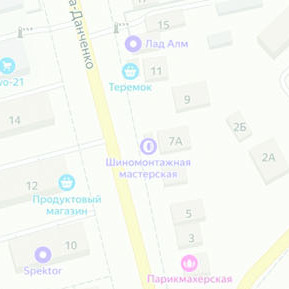 15
а-Данченко
Лад Алм
Теремок
11
vo-21
9
14
7А
2Б
Шиномонтажная
мастерская
2А
12
Продуктовый
магазин
5
3
10
Spektor
Парикмахерская